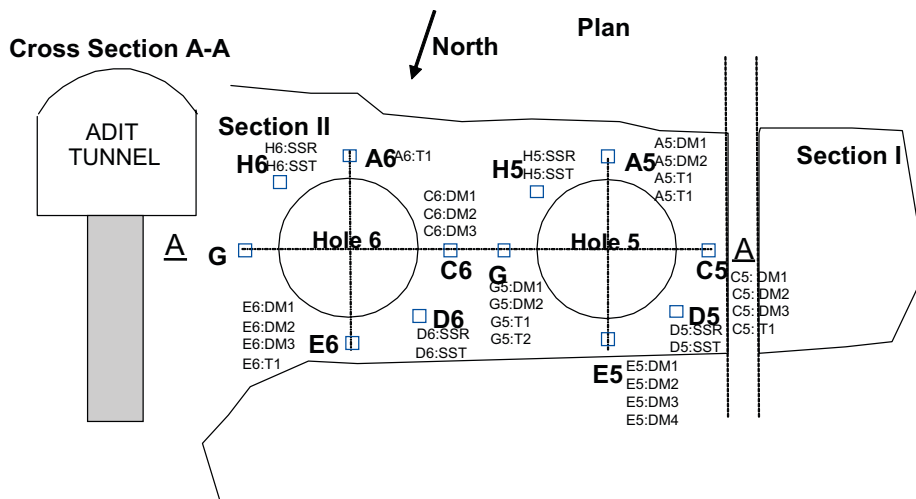 Plan
North
Cross Section A-A
ADIT
TUNNEL
Section II
Section I
H6
H6:SSR
H6:SST
A6
A6:T1
H5
H5:SSR
H5:SST
A5
A5:DM1
A5:DM2
A5:T1
A5:T1
C6:DM1
C6:DM2
C6:DM3
A
G
Hole 6
C6
G
Hole 5
C5
A
G5:DM1
G5:DM2
G5:T1
G5:T2
C5: DM1
C5: DM2
C5: DM3
C5: T1
E6:DM1
E6:DM2
E6:DM3
E6:T1
E6
D6
D6:SSR
D6:SST
D5
D5:SSR
D5:SST
E5
E5:DM1
E5:DM2
E5:DM3
E5:DM4